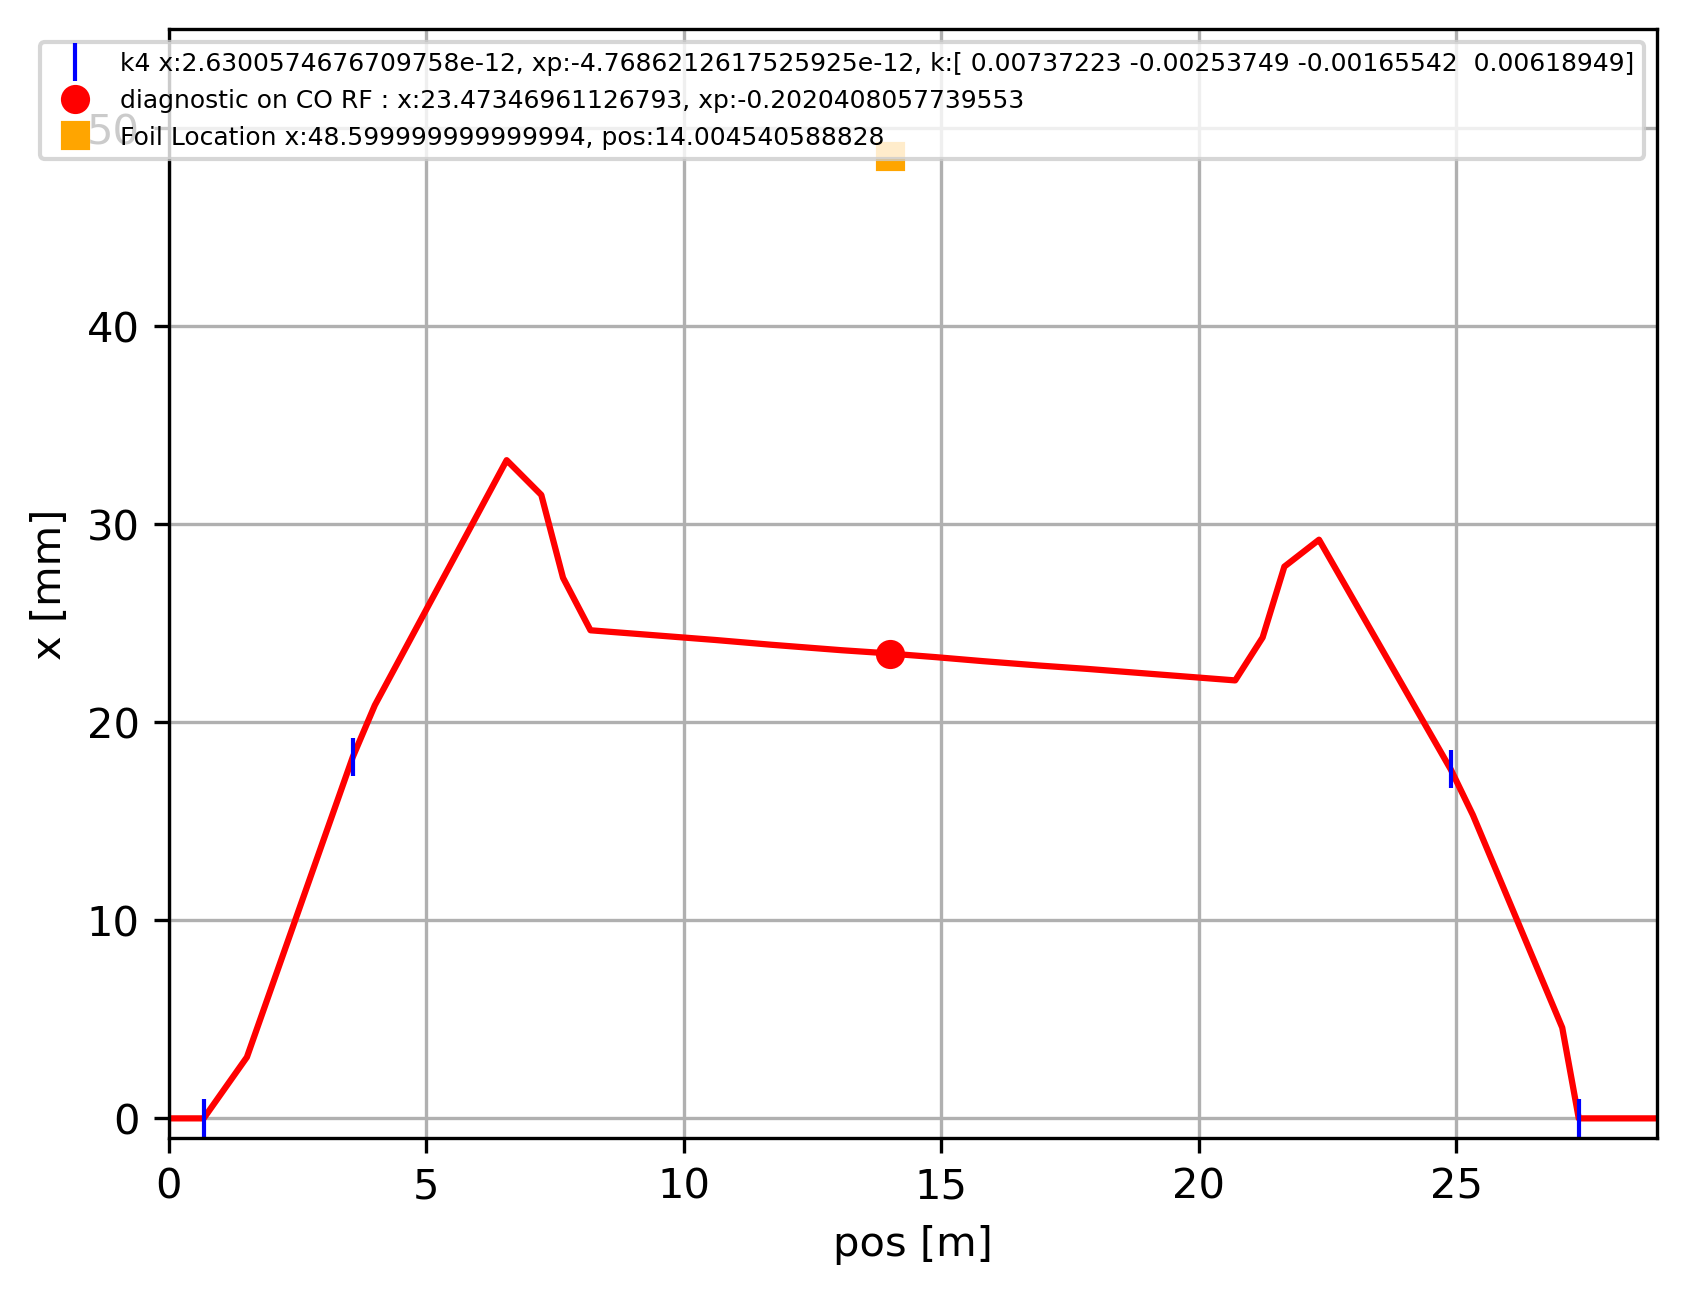 k4 x:2.6300574676709758e-12, xp:-4.7686212617525925e-12, k:[ 0.00737223 -0.00253749 -0.00165542  0.00618949]
diagnostic on CO RF : x:23.47346961126793, xp:-0.2020408057739553
Foil Location x:48.599999999999994, pos:14.004540588828
50
40
30
20
10
0
x [mm]
0 5 10 15 20 25
pos [m]